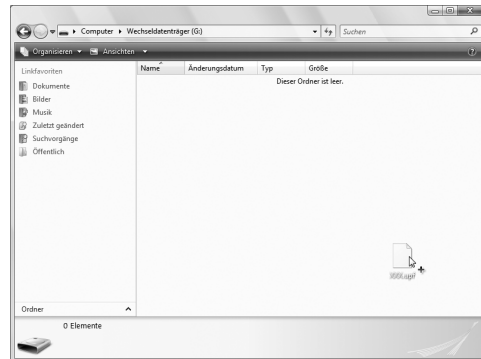 Computer Wechseldatenträger (G:) Suchen
Organisieren Ansichten
Linkfavoriten Name Änderungsdatum Typ Größe
Dieser Ordner ist leer.
Dokumente
Bilder
Musik
Zuletzt geändert
Suchvorgänge
Öffentlich
Ordner
0 Elemente